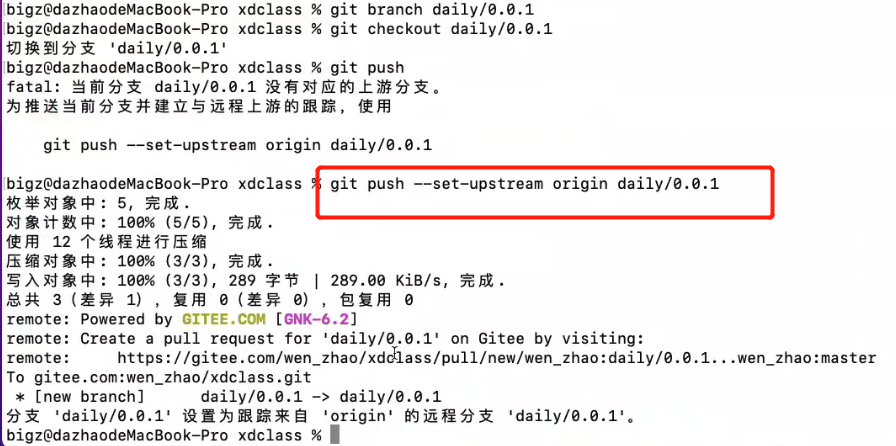 bigz@dazhaodeMacBook-Pro xdclass % git branch daily/0.0.1
bigz@dazhaodeMacBook-Pro xdclass % git checkout daily/0.0.1
切换到分支 'daily/0.0.1'
bigz@dazhaodeMacBook-Pro xdclass % git push
fatal: 当前分支 daily/0.0.1 没有对应的上游分支。
为推送当前分支并建立与远程上游的跟踪，使用
git push --set-upstream origin daily/0.0.1
bigz@dazhaodeMacBook-Pro xdclass % git push --set-upstream origin daily/0.0.1
枚举对象中: 5, 完成.
对象计数中: 100% (5/5), 完成.
使用 12 个线程进行压缩
压缩对象中: 100% (3/3), 完成.
写入对象中: 100% (3/3), 289 字节 | 289.00 KiB/s, 完成.
总共 3（差异 1），复用 0（差异 0），包复用 0
remote: Powered by GITEE.COM [GNK-6.2]
remote: Create a pull request for 'daily/0.0.1' on Gitee by visiting:
remote:     https://gitee.com/wen_zhao/xdclass/pull/new/wen_zhao:daily/0.0.1...wen_zhao:master
To gitee.com:wen_zhao/xdclass.git
* [new branch]      daily/0.0.1 -> daily/0.0.1
分支 'daily/0.0.1' 设置为跟踪来自 'origin' 的远程分支 'daily/0.0.1'。
bigz@dazhaodeMacBook-Pro xdclass %